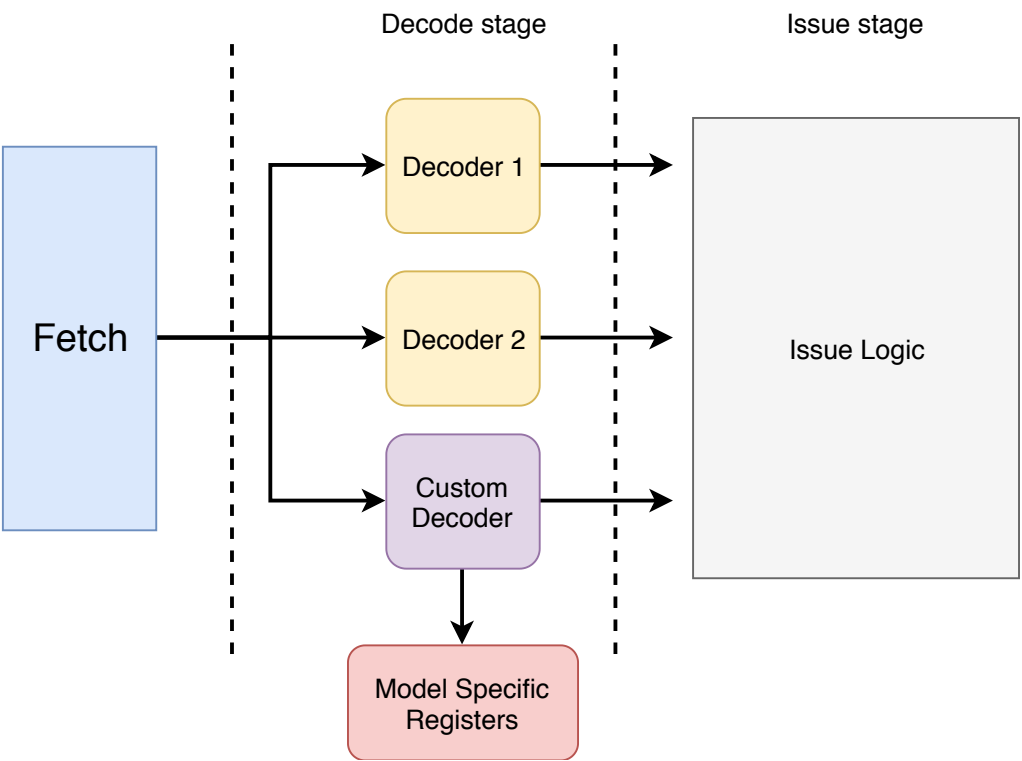 Decode stage
Issue stage
Fetch
Decoder 1
Decoder 2
Custom
Decoder
Model Specific
Registers
Issue Logic